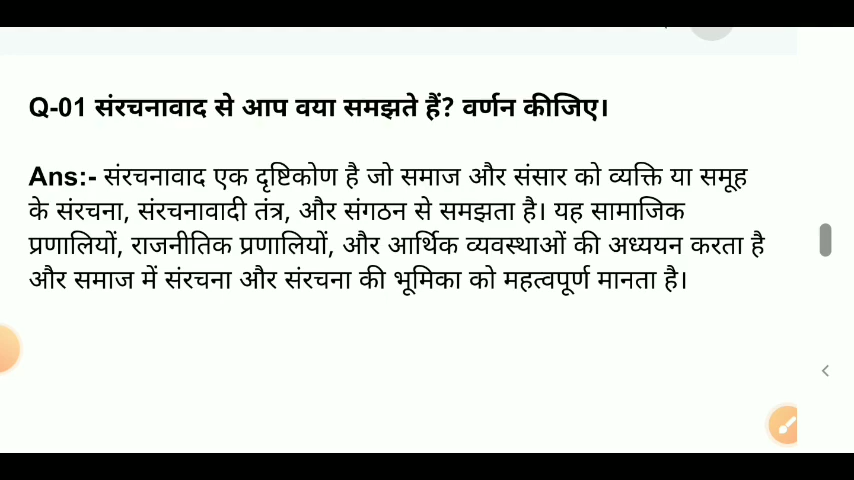 Q-01 संरचनावाद से आप वया समझते हैं? वर्णन कीजिए।
Ans:- संरचनावाद एक दृष्टिकोण है जो समाज और संसार को व्यक्ति या समूह
के संरचना, संरचनावादी तंत्र, और संगठन से समझता है। यह सामाजिक
प्रणालियों, राजनीतिक प्रणालियों, और आर्थिक व्यवस्थाओं की अध्ययन करता है
और समाज में संरचना और संरचना की भूमिका को महत्वपूर्ण मानता है।